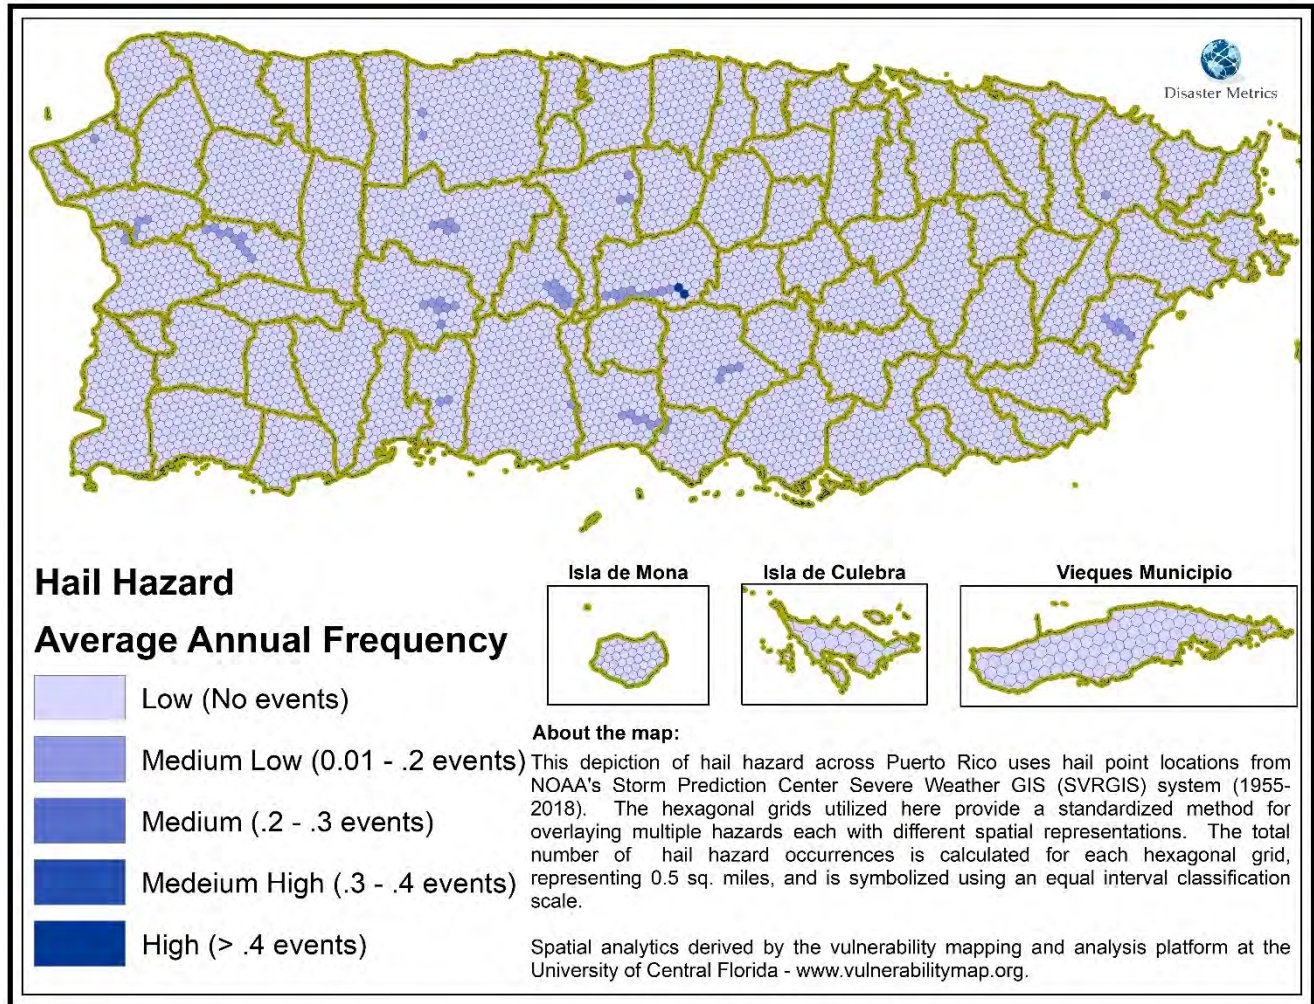 Disaster Metrics
Hail Hazard
Average Annual Frequency
Low (No events)
Medium Low (0.01 - .2 events)
Medium (.2 - .3 events)
Medeium High (.3 - .4 events)
High (> .4 events)
Isla de Mona
Isla de Culebra
Vieques Municipio
About the map:
This depiction of hail hazard across Puerto Rico uses hail point locations from
NOAA's Storm Prediction Center Severe Weather GIS (SVRGIS) system (1955-
2018). The hexagonal grids utilized here provide a standardized method for
overlaying multiple hazards each with different spatial representations. The total
number of hail hazard occurrences is calculated for each hexagonal grid,
representing 0.5 sq. miles, and is symbolized using an equal interval classification
scale.
Spatial analytics derived by the vulnerability mapping and analysis platform at the
University of Central Florida - www.vulnerabilitymap.org.